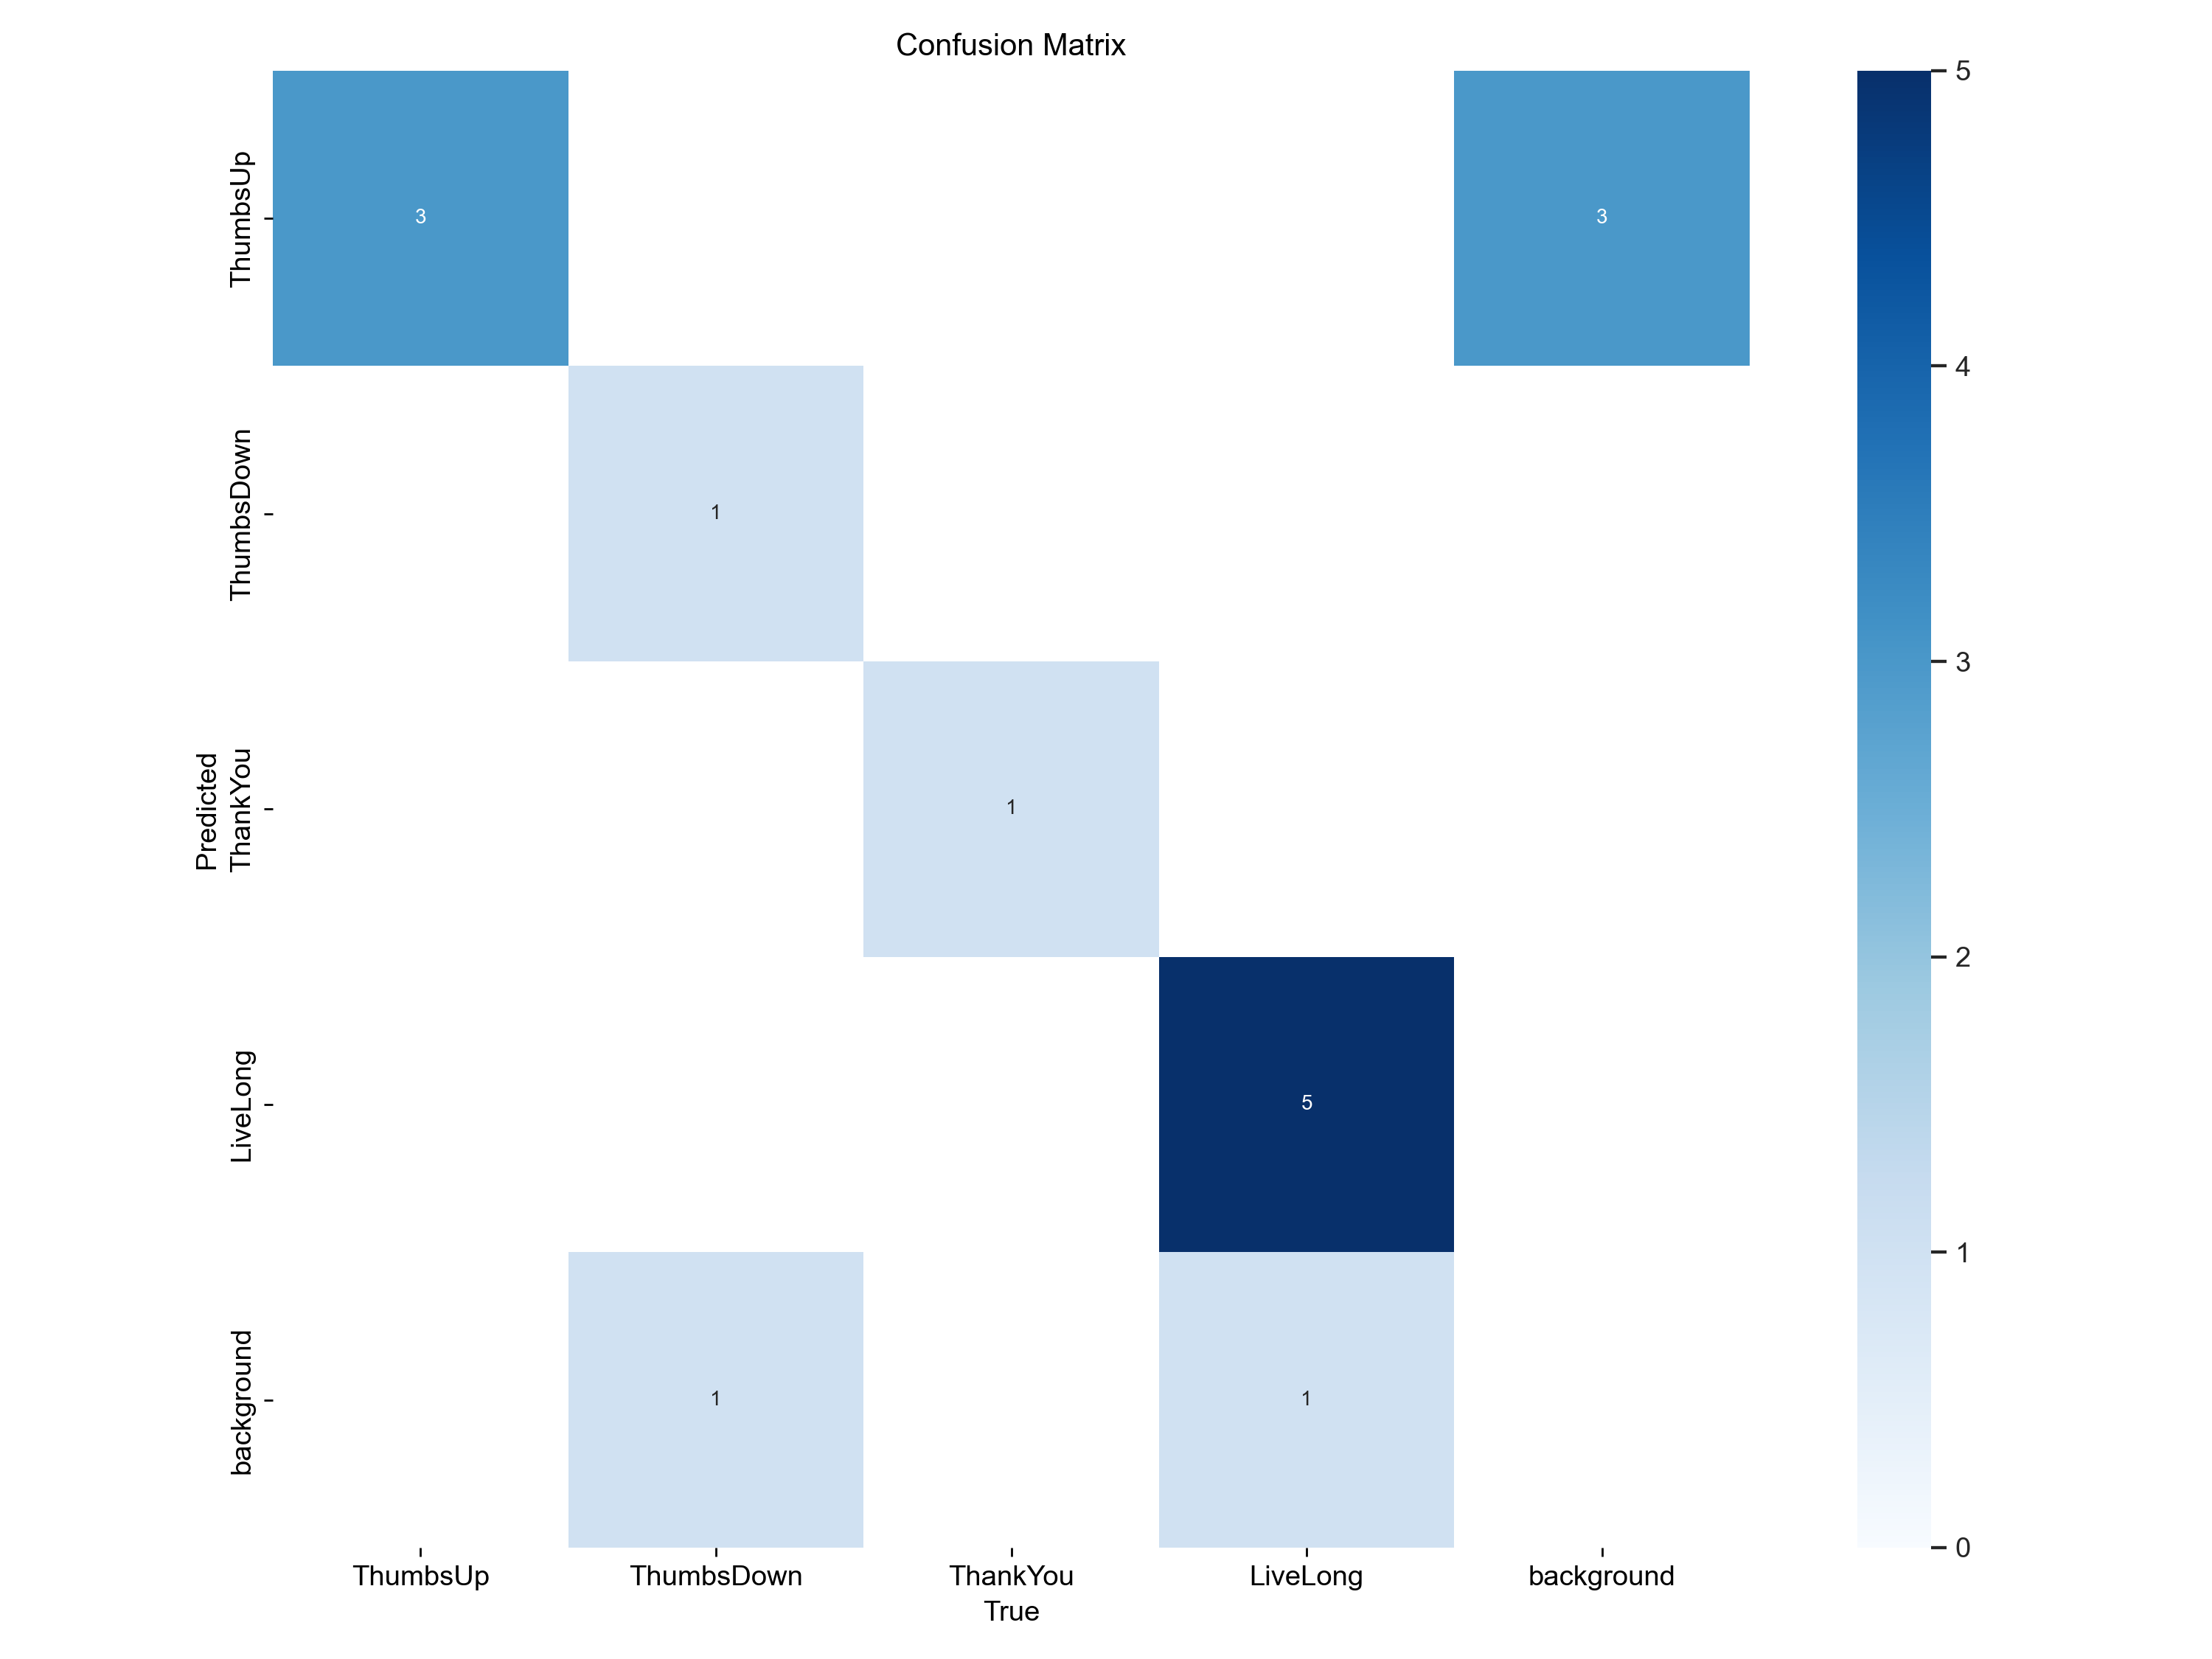 Confusion Matrix
ThumbsUp
ThumbsDown
ThankYou
LiveLong
background
Predicted
3
3
1
1
5
1
1
5
4
3
2
1
0
ThumbsUp
ThumbsDown
ThankYou
LiveLong
background
True